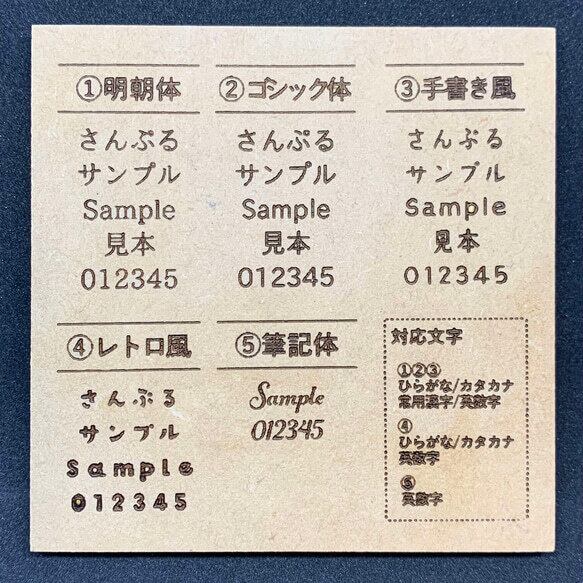 ①明朝体
さんぷる
サンプル
Sample
見本
012345
②ゴシック体
さんぷる
サンプル
Sample
見本
012345
③手書き風
さんぷる
サンプル
Sample
見本
012345
④レトロ風
さんぷる
サンプル
Sample
012345
⑤筆記体
Sample
012345
対応文字
①②③
ひらがな/カタカナ
常用漢字/英数字
④
ひらがな/カタカナ
英数字
⑤
英数字